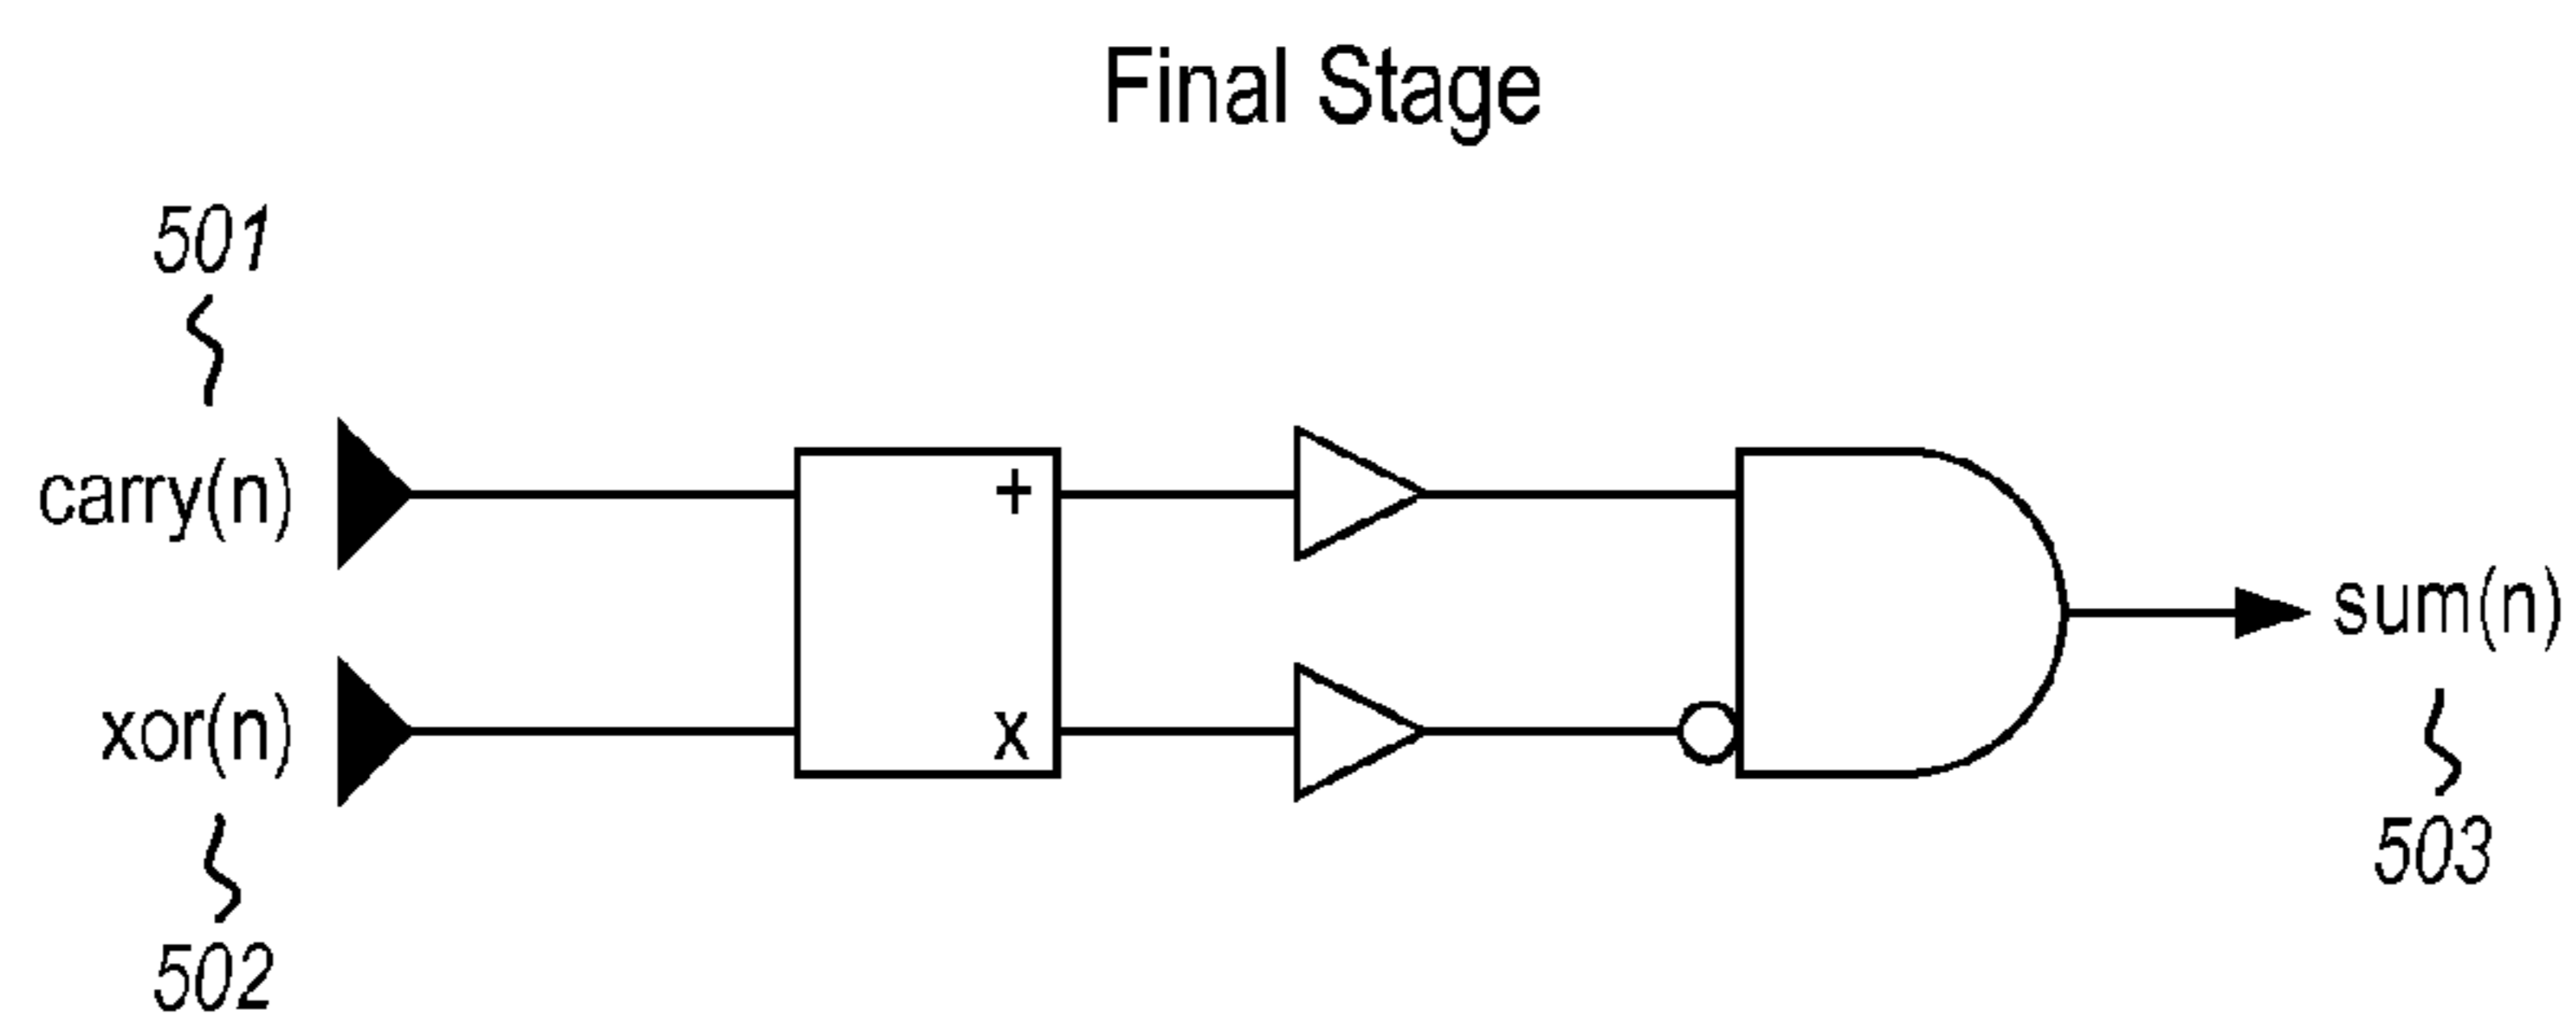 Final Stage
501
carry(n)
+
xor(n)
x
502
sum(n)
503